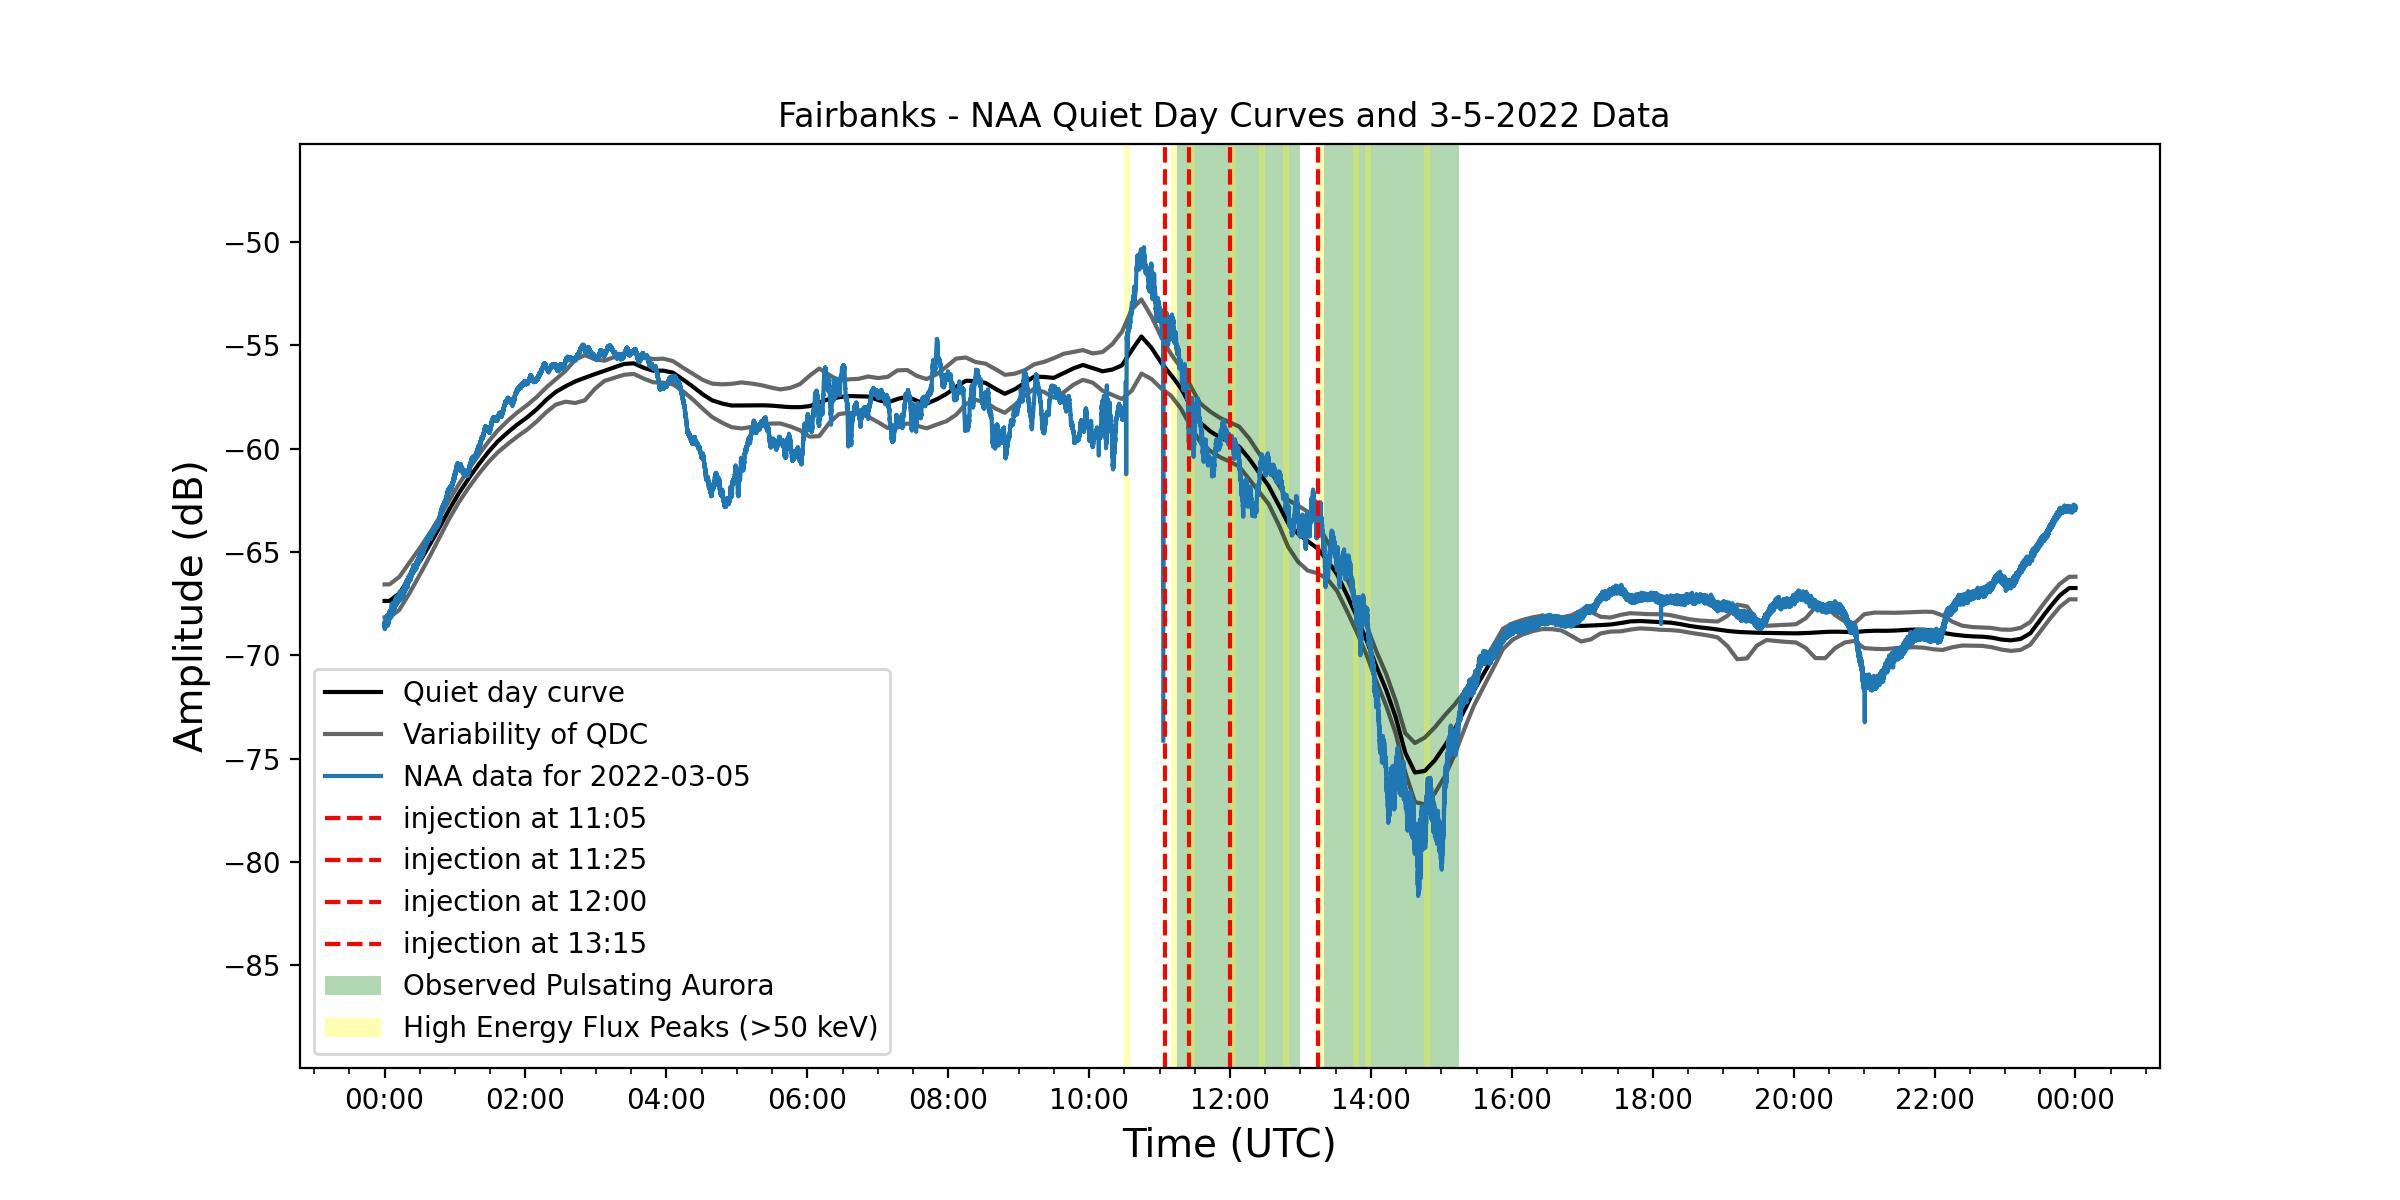 Fairbanks - NAA Quiet Day Curves and 3-5-2022 Data
Amplitude (dB)
−50
−55
−60
−65
−70
−75
−80
−85
Quiet day curve
Variability of QDC
NAA data for 2022-03-05
injection at 11:05
injection at 11:25
injection at 12:00
injection at 13:15
Observed Pulsating Aurora
High Energy Flux Peaks (>50 keV)
00:00 02:00 04:00 06:00 08:00 10:00 12:00 14:00 16:00 18:00 20:00 22:00 00:00
Time (UTC)